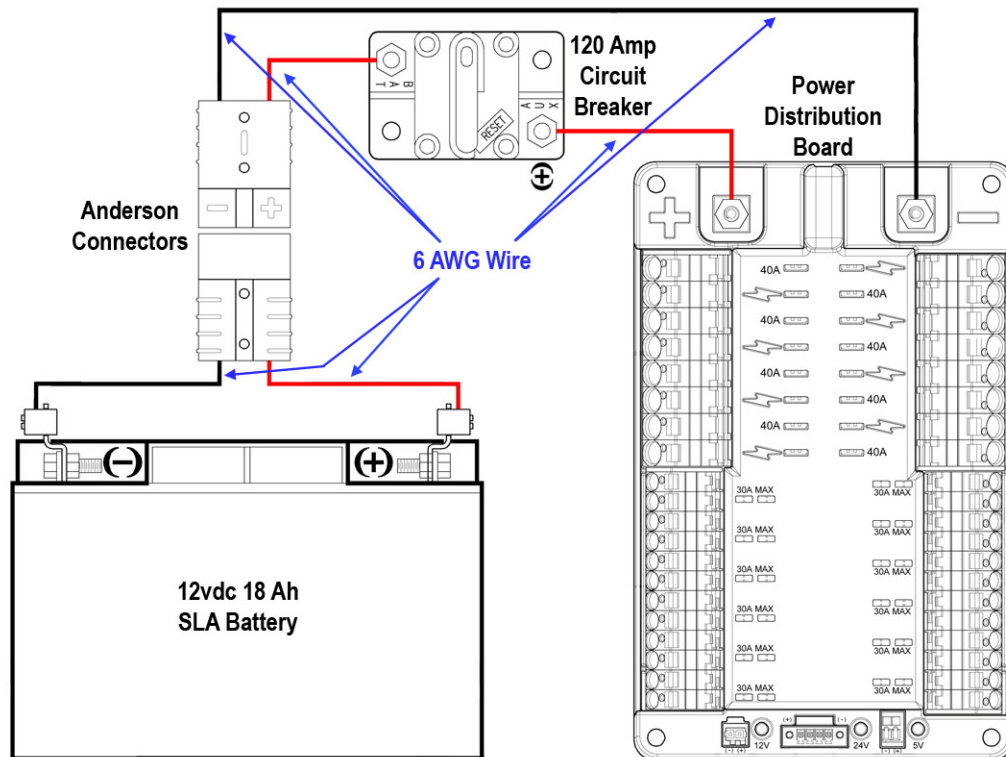 120 Amp
Circuit
Breaker
BAT
AUX
RESET
(+)
Power
Distribution
Board
Anderson
Connectors
- +
6 AWG Wire
+ -
40A
40A
40A
40A
40A
40A
40A
40A
(-) (+)
30A MAX 30A MAX
30A MAX 30A MAX
30A MAX 30A MAX
30A MAX 30A MAX
30A MAX 30A MAX
30A MAX 30A MAX
12vdc 18 Ah
SLA Battery
(+) (-)
12V 24V 5V
(-) (+) (-) (+)